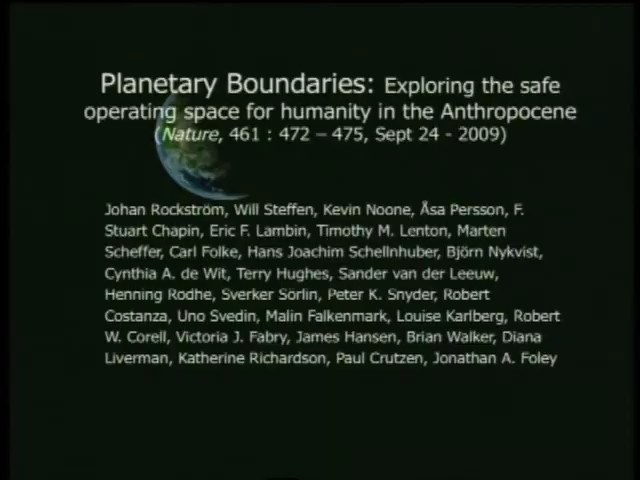 Planetary Boundaries: Exploring the safe
operating space for humanity in the Anthropocene
(Nature, 461 : 472 – 475, Sept 24 - 2009)
Johan Rockström, Will Steffen, Kevin Noone, Åsa Persson, F.
Stuart Chapin, Eric F. Lambin, Timothy M. Lenton, Marten
Scheffer, Carl Folke, Hans Joachim Schellnhuber, Björn Nykvist,
Cynthia A. de Wit, Terry Hughes, Sander van der Leeuw,
Henning Rodhe, Sverker Sörlin, Peter K. Snyder, Robert
Costanza, Uno Svedin, Malin Falkenmark, Louise Karlberg, Robert
W. Corell, Victoria J. Fabry, James Hansen, Brian Walker, Diana
Liverman, Katherine Richardson, Paul Crutzen, Jonathan A. Foley